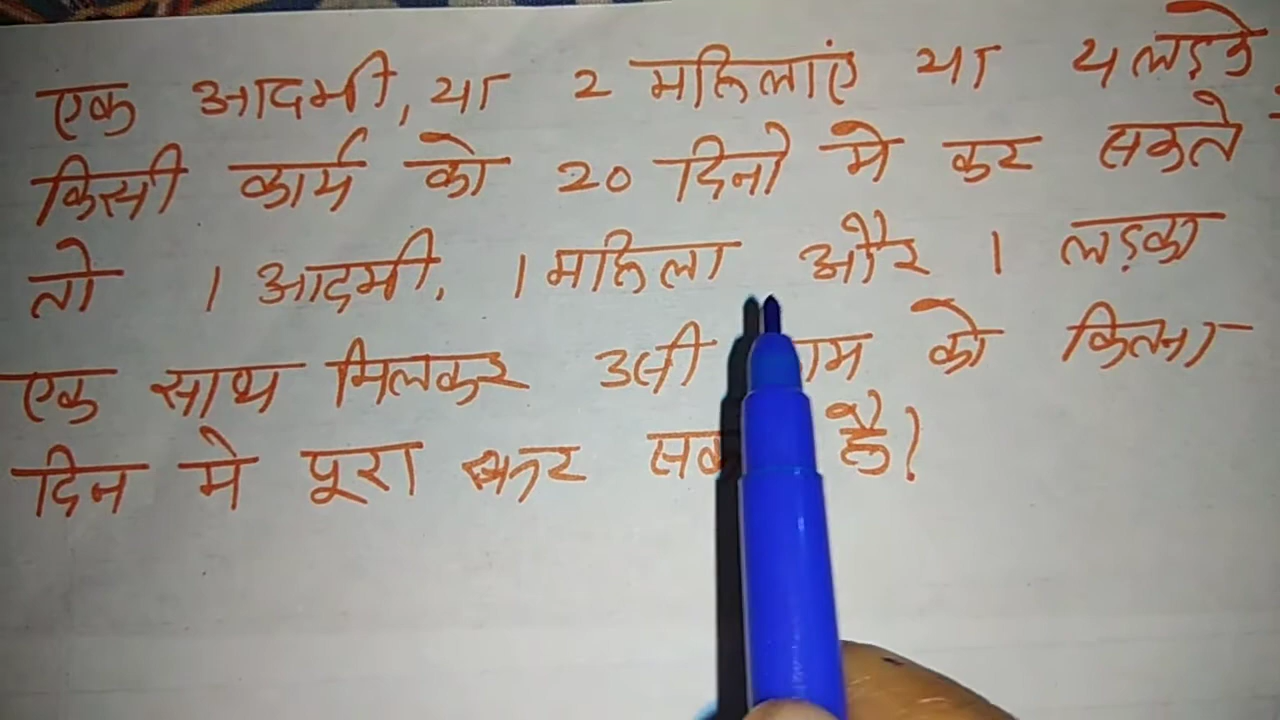 एक आदमी, या 2 महिलाएं या 4 लड़के
किसी कार्य को 20 दिनो मे कर सकते
तो 1 आदमी, 1 महिला और 1 लड़का
एक साथ मिलकर उसी को कितना
दिन मे पूरा कर है?